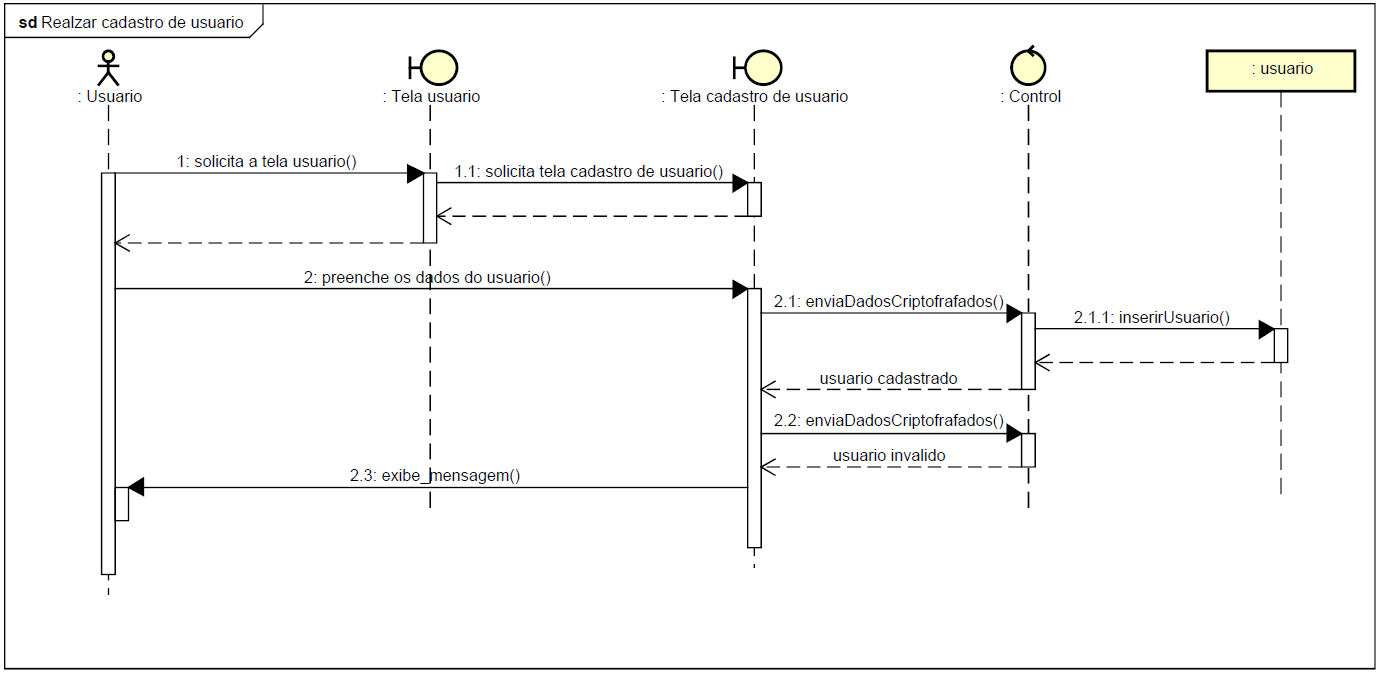 sd Realzar cadastro de usuario
: Usuario
: Tela usuario
: Tela cadastro de usuario
: Control
: usuario
1: solicita a tela usuario()
1.1: solicita tela cadastro de usuario()
2: preenche os dados do usuario()
2.1: enviaDadosCriptofrafados()
2.1.1: inserirUsuario()
usuario cadastrado
2.2: enviaDadosCriptofrafados()
usuario invalido
2.3: exibe_mensagem()